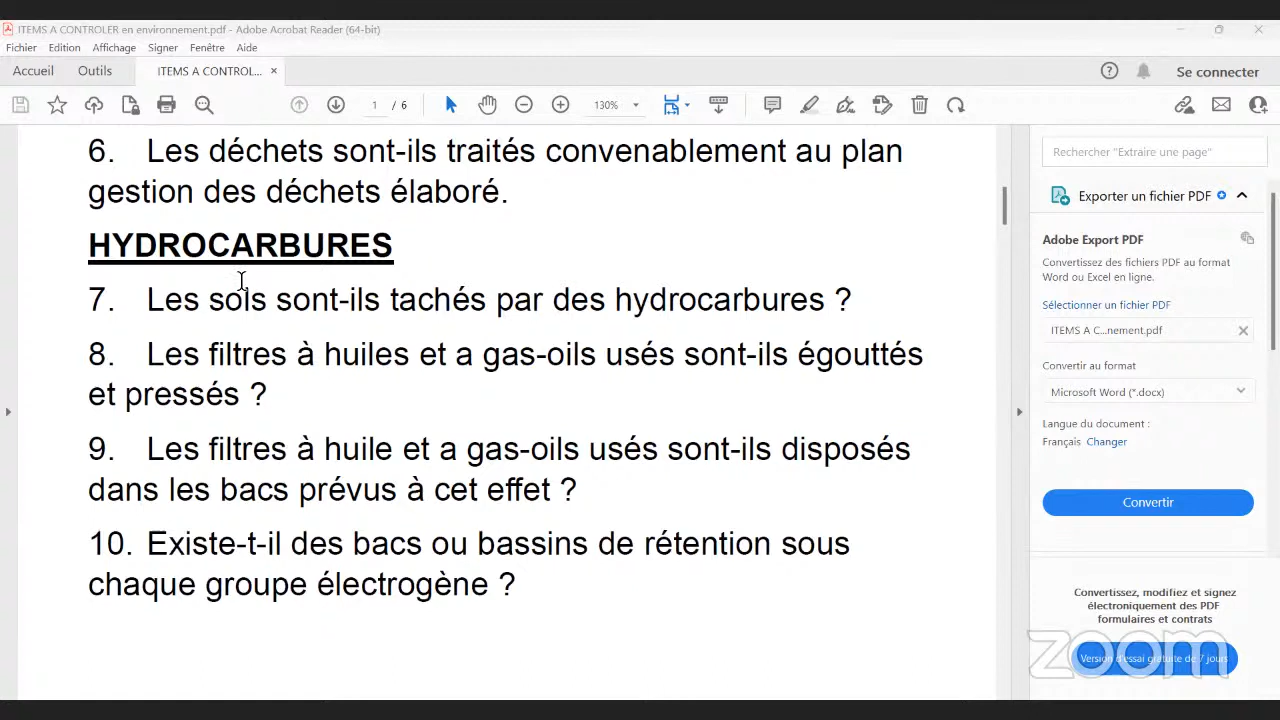 ITEMS A CONTROLER en environnement.pdf - Adobe Acrobat Reader (64-bit)
Fichier Edition Affichage Signer Fenêtre Aide
Accueil Outils ITEMS A CONTROL... × Se connecter
1 / 6 130%
6. Les déchets sont-ils traités convenablement au plan
gestion des déchets élaboré.
HYDROCARBURES
7. Les sols sont-ils tachés par des hydrocarbures ?
8. Les filtres à huiles et a gas-oils usés sont-ils égouttés
et pressés ?
9. Les filtres à huile et a gas-oils usés sont-ils disposés
dans les bacs prévus à cet effet ?
10. Existe-t-il des bacs ou bassins de rétention sous
chaque groupe électrogène ?
Rechercher "Extraire une page"
Exporter un fichier PDF
Adobe Export PDF
Convertissez des fichiers PDF au format
Word ou Excel en ligne.
Sélectionner un fichier PDF
ITEMS A C...nement.pdf
Convertir au format
Microsoft Word (*.docx)
Langue du document :
Français Changer
Convertir
Convertissez, modifiez et signez
électroniquement des PDF
formulaires et contrats
Version d'essai gratuite de 7 jours
zoom